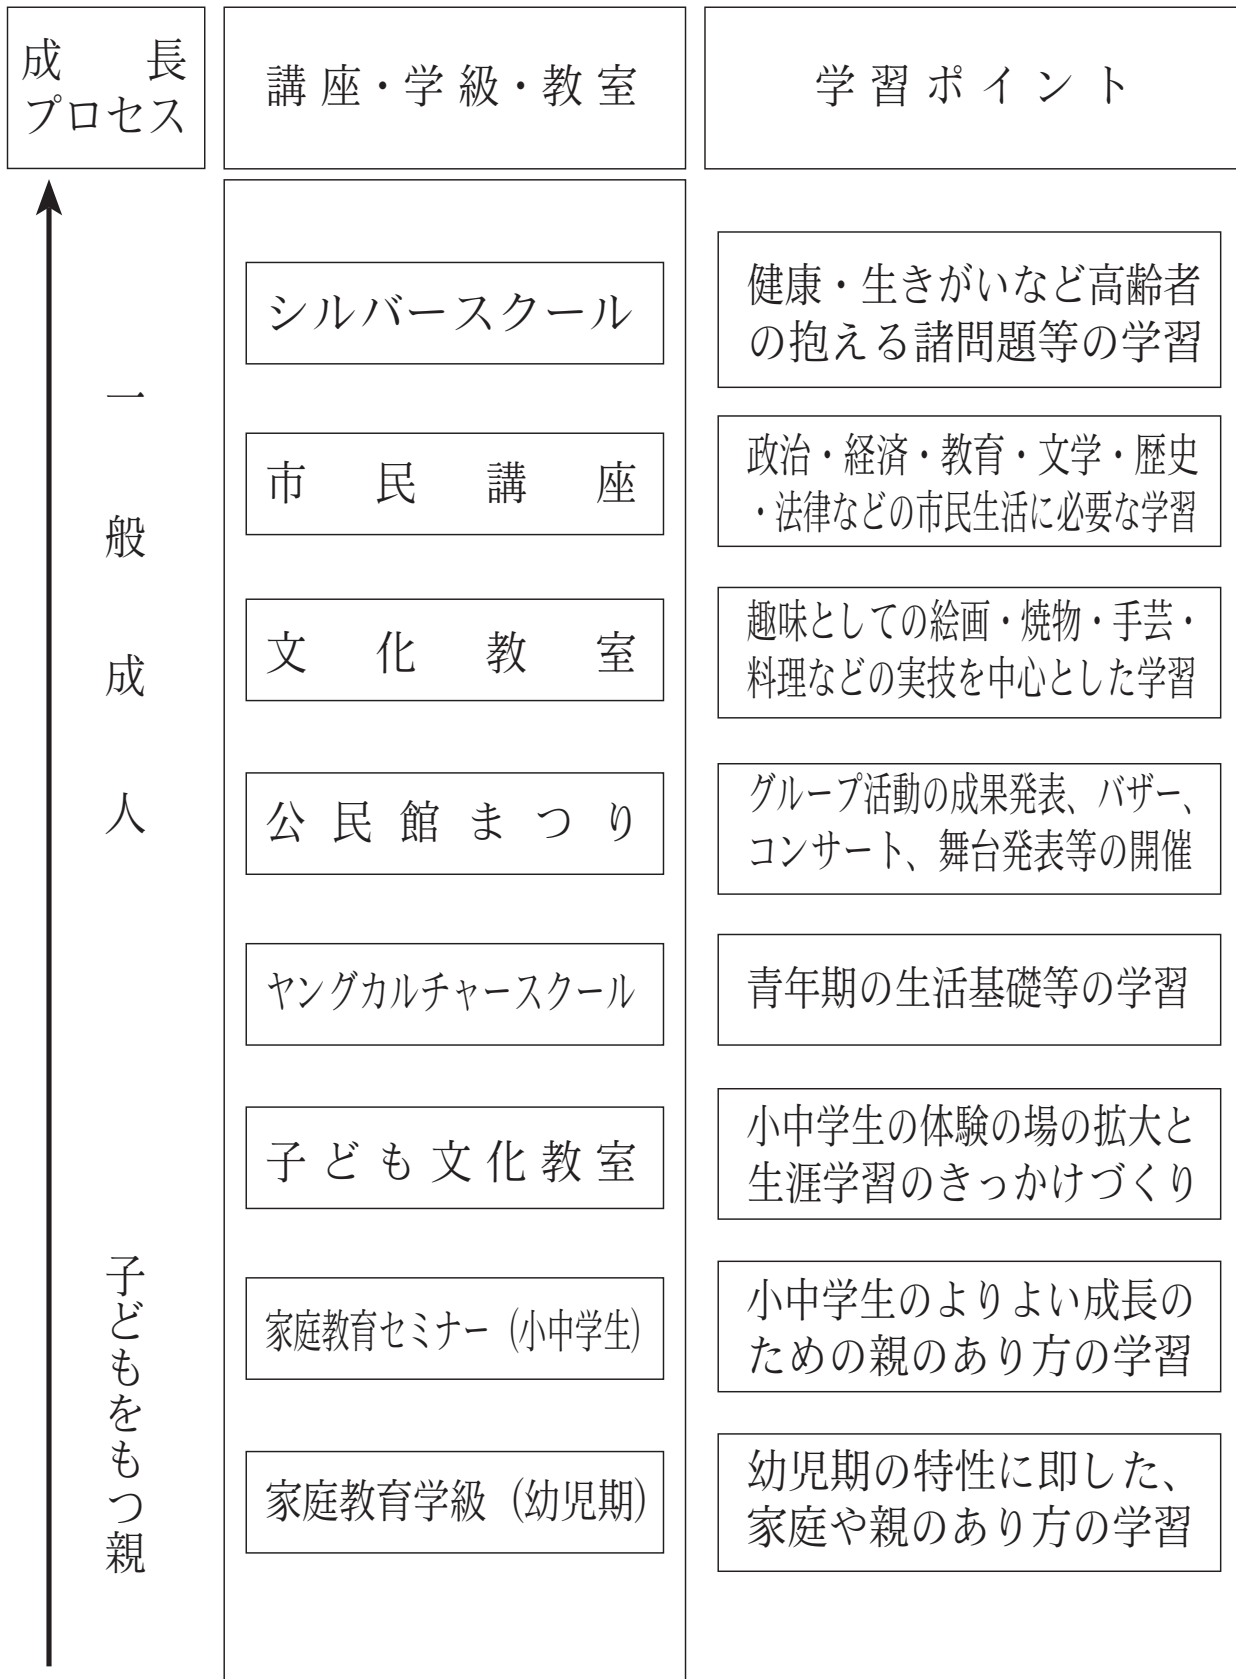 成長
プロセス
講座・学級・教室
学習ポイント
一般成人
子どもをもつ親
シルバースクール
健康・生きがいなど高齢者
の抱える諸問題等の学習
市民講座
政治・経済・教育・文学・歴史
・法律などの市民生活に必要な学習
文化教室
趣味としての絵画・焼物・手芸・
料理などの実技を中心とした学習
公民館まつり
グループ活動の成果発表、バザー、
コンサート、舞台発表等の開催
ヤングカルチャースクール
青年期の生活基礎等の学習
子ども文化教室
小中学生の体験の場の拡大と
生涯学習のきっかけづくり
家庭教育セミナー（小中学生）
小中学生のよりよい成長の
ための親のあり方の学習
家庭教育学級（幼児期）
幼児期の特性に即した、
家庭や親のあり方の学習